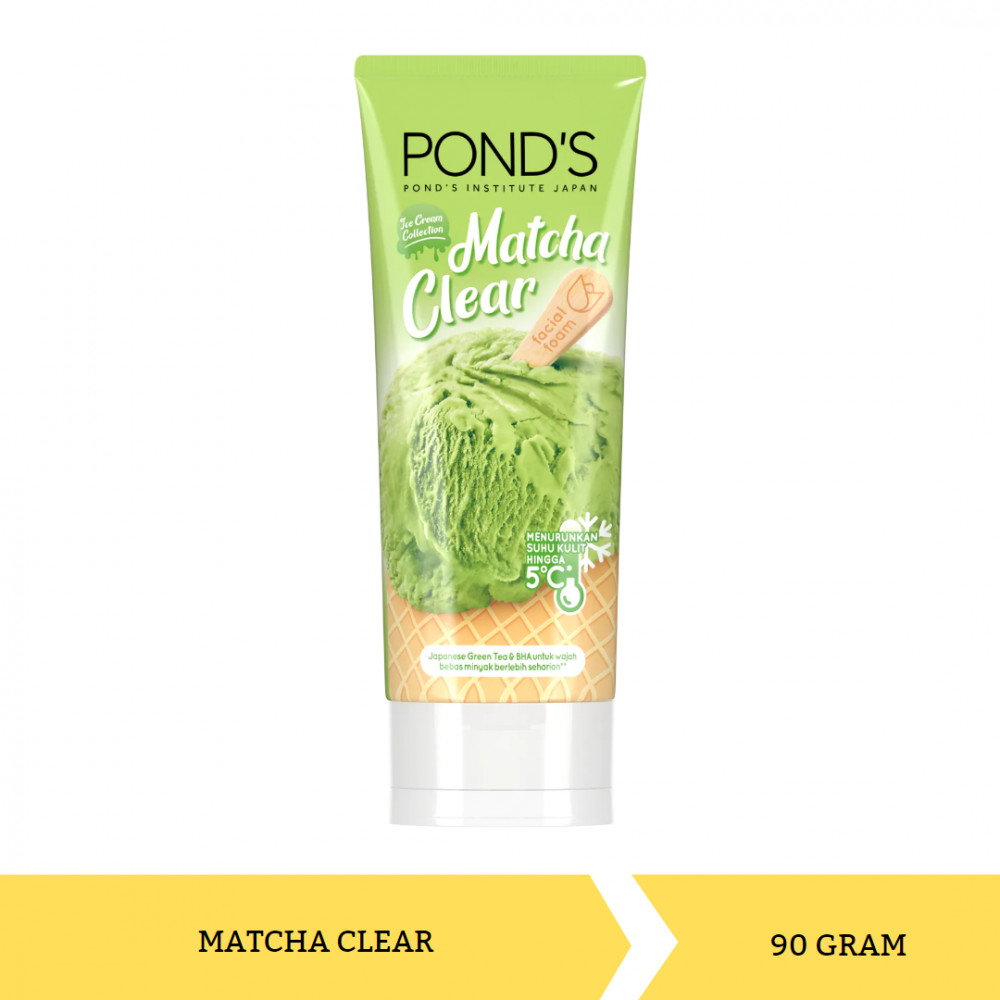 POND'S
POND'S INSTITUTE JAPAN
Ice Cream
Collection
Matcha
Clear
facial
foam
MENURUNKAN
SUHU KULIT
HINGGA
5°C*
Japanese Green Tea & BHA untuk wajah
bebas minyak berlebih seharian**
MATCHA CLEAR
90 GRAM